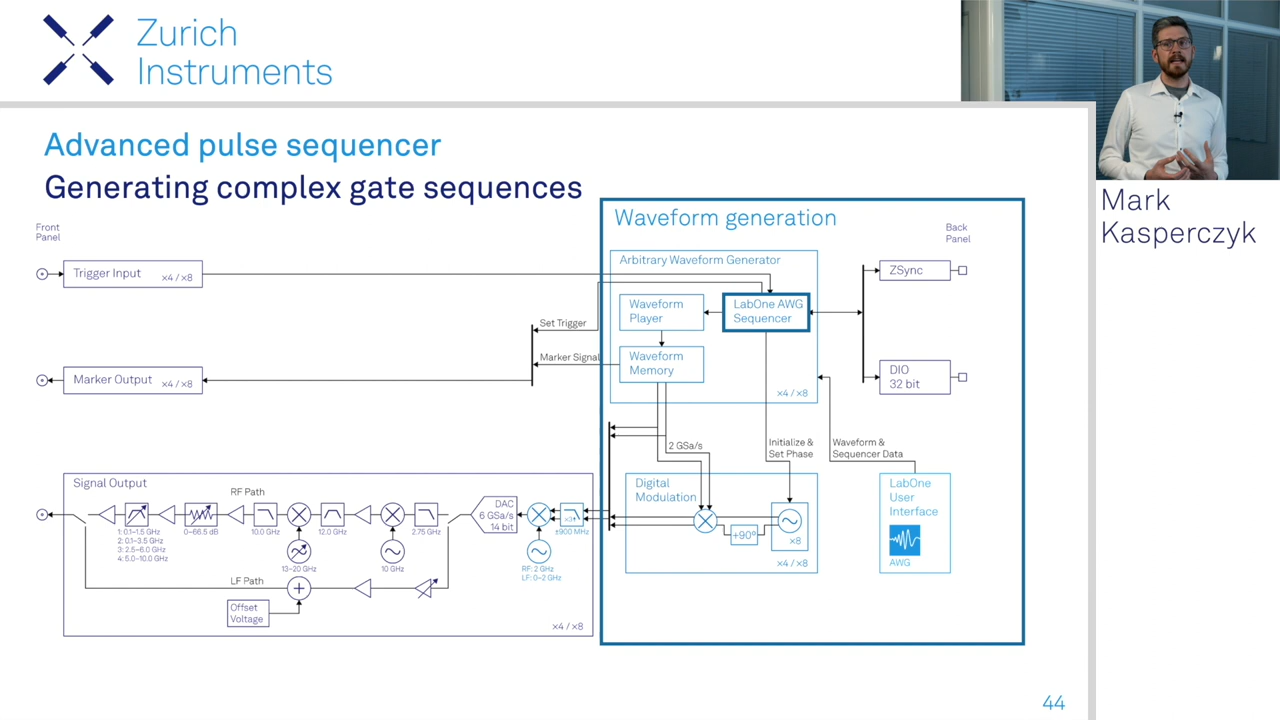 Zurich
Instruments
Mark
Kasperczyk
Advanced pulse sequencer
Generating complex gate sequences
Front
Panel
Trigger Input
×4 / ×8
Marker Output
×4 / ×8
Set Trigger
Marker Signal
Waveform generation
Arbitrary Waveform Generator
Waveform
Player
LabOne AWG
Sequencer
Waveform
Memory
×4 / ×8
Back
Panel
ZSync
DIO
32 bit
2 GSa/s
Initialize &
Set Phase
Waveform &
Sequencer Data
Digital
Modulation
+90°
×8
×4 / ×8
LabOne
User
Interface
AWG
Signal Output
RF Path
1: 0.1–1.5 GHz
2: 0.1–3.5 GHz
3: 2.5–6.0 GHz
4: 5.0–10.0 GHz
0–66.5 dB
10.0 GHz
13–20 GHz
12.0 GHz
10 GHz
2.75 GHz
DAC
6 GSa/s
14 bit
RF: 2 GHz
LF: 0–2 GHz
×3
±900 MHz
LF Path
Offset
Voltage
×4 / ×8
44